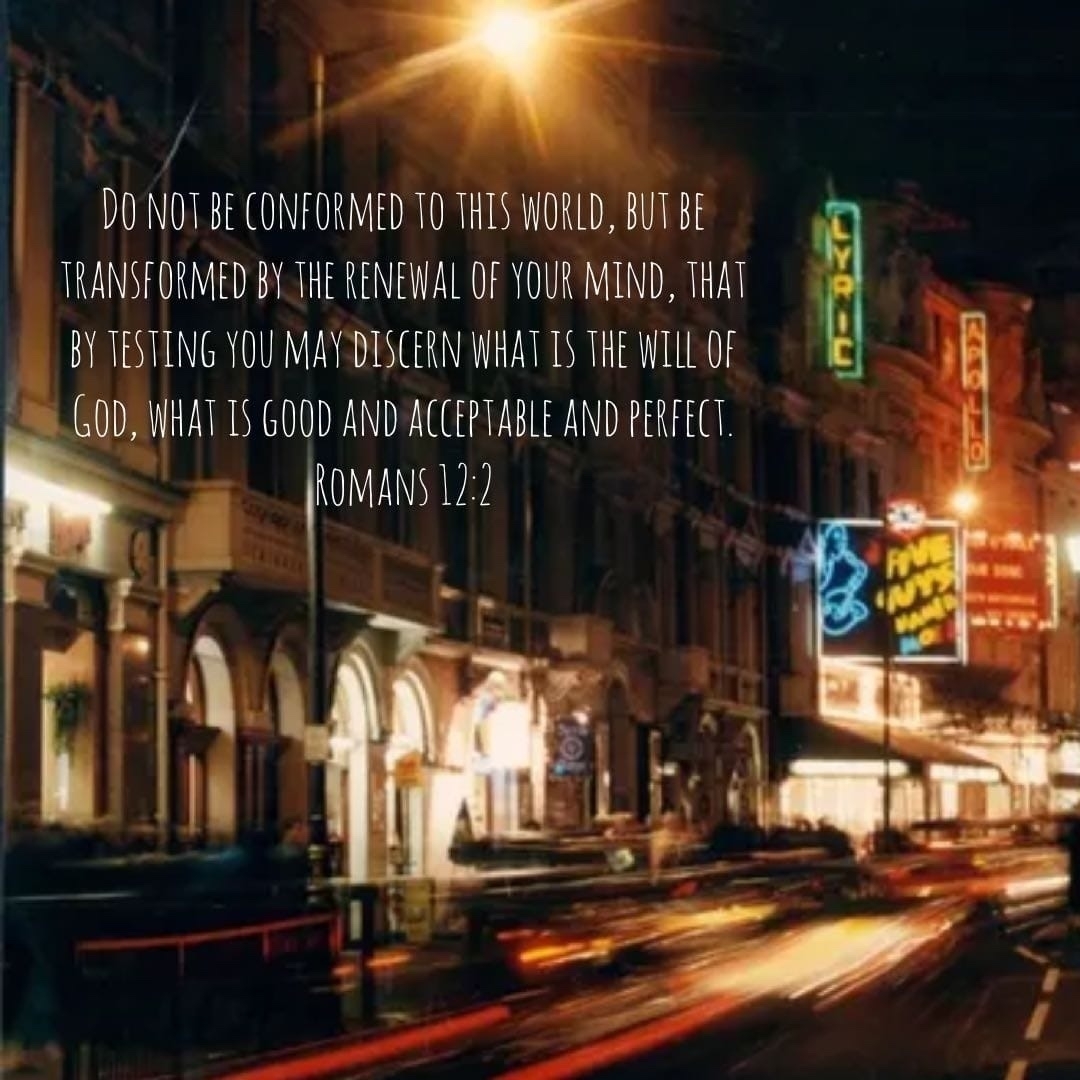 Do not be conformed to this world, but be
transformed by the renewal of your mind, that
by testing you may discern what is the will of
God, what is good and acceptable and perfect.
Romans 12:2
LYRIC
APOLLO
FIVE
GUYS
NAMED
MOE